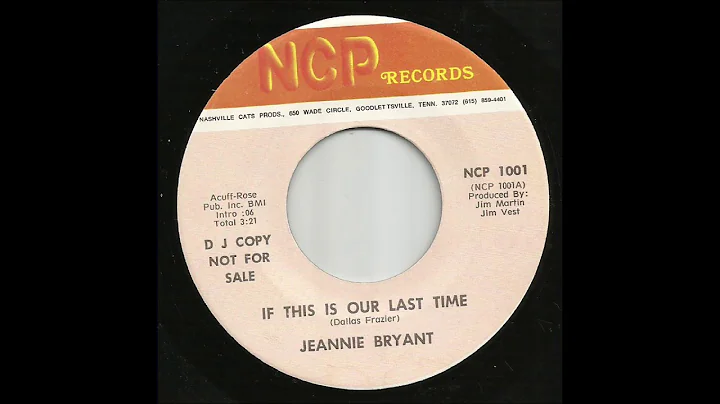 NCP RECORDS
NASHVILLE CATS PRODS., 650 WADE CIRCLE, GOODLETTSVILLE, TENN. 37072 (615) 859-4401
Acuff-Rose
Pub. Inc. BMI
Intro :06
Total 3:21
D J COPY
NOT FOR
SALE
NCP 1001
(NCP 1001A)
Produced By:
Jim Martin
Jim Vest
IF THIS IS OUR LAST TIME
(Dallas Frazier)
JEANNIE BRYANT